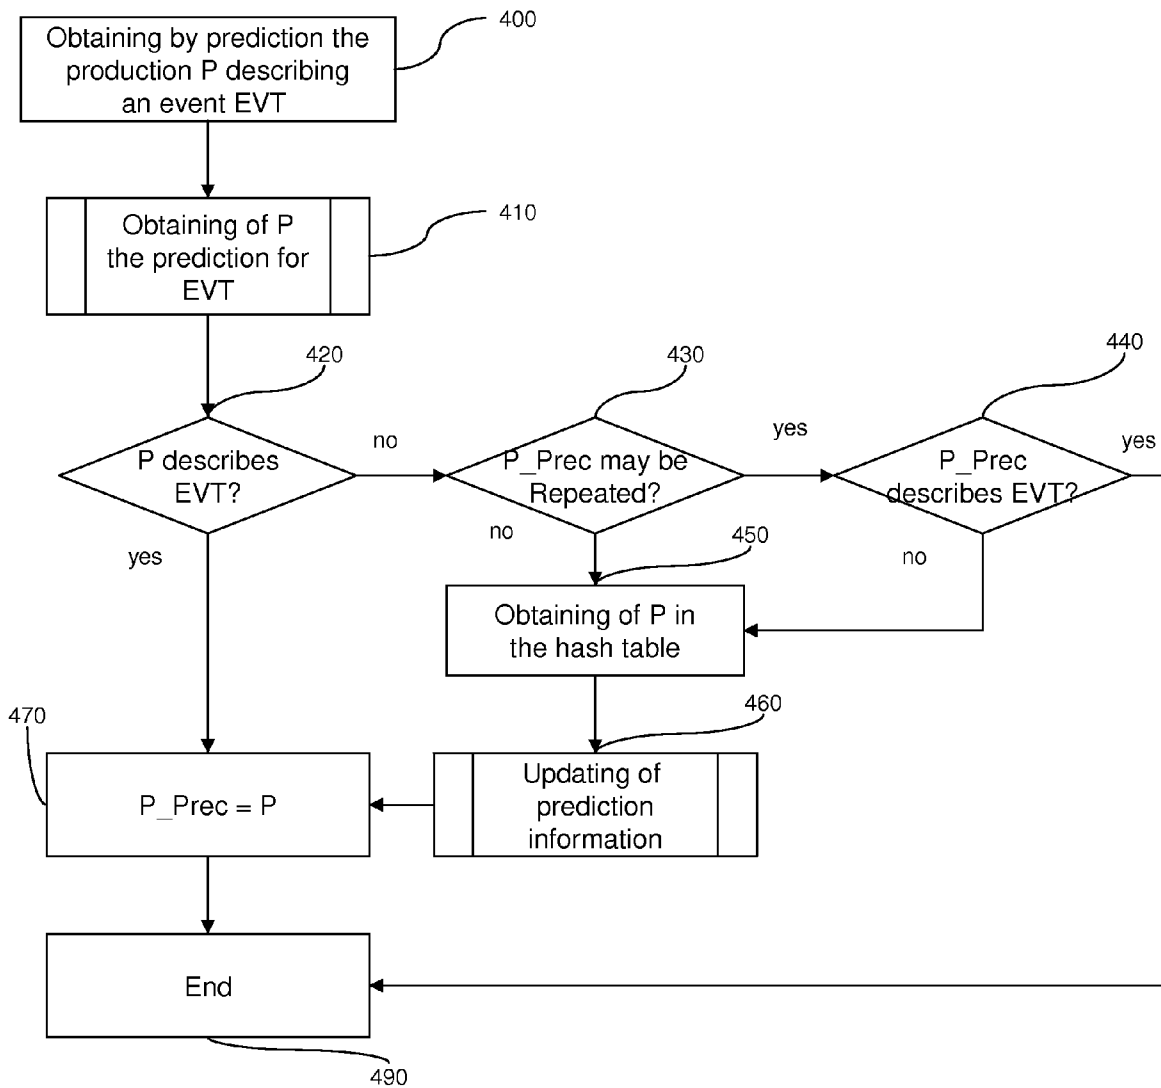 400
Obtaining by prediction the
production P describing
an event EVT
410
Obtaining of P
the prediction for
EVT
420
430
440
P describes
EVT?
no
P_Prec may be
Repeated?
yes
P_Prec
describes EVT?
yes
yes
no
no
450
Obtaining of P in
the hash table
460
470
P_Prec = P
Updating of
prediction
information
End
490